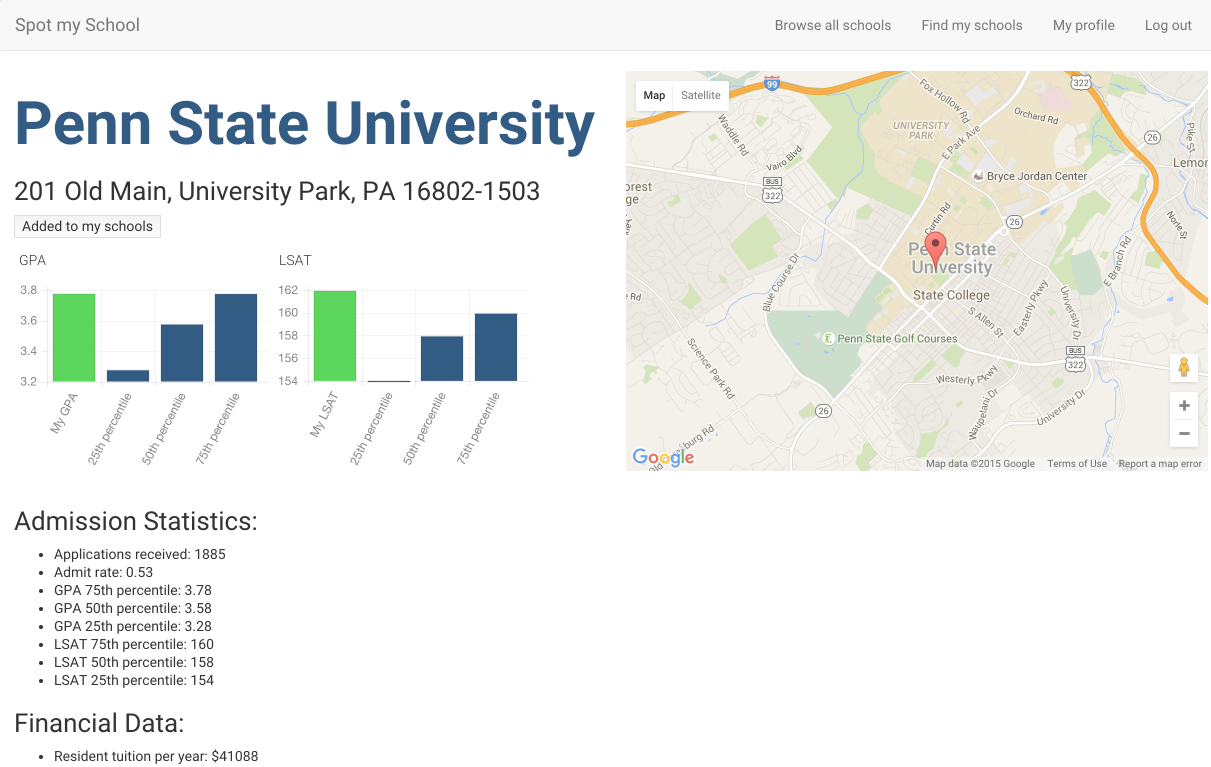 Spot my School
Browse all schools
Find my schools
My profile
Log out
Penn State University
201 Old Main, University Park, PA 16802-1503
Added to my schools
GPA
3.8
3.6
3.4
3.2
My GPA
25th percentile
50th percentile
75th percentile
LSAT
162
160
158
156
154
My LSAT
25th percentile
50th percentile
75th percentile
Map
Satellite
99
322
Fox Hollow Rd
Orchard Rd
UNIVERSITY
PARK
E Park Ave
26
Pike St
Waddle Rd
Vairo Blvd
Lemor
orest
ge
BUS
322
Bryce Jordan Center
Curtin Rd
26
Norle St
Penn State
University
E Branch Rd
Blue Course Dr
Rd
State College
Easterly Pkwy
University Dr
S Allen St
Penn State Golf Courses
Science Park Rd
BUS
322
Westerly Pkwy
Waupelani Dr
University Dr
26
Old
sburg Rd
+
−
Google
Map data ©2015 Google
Terms of Use
Report a map error
Admission Statistics:
• Applications received: 1885
• Admit rate: 0.53
• GPA 75th percentile: 3.78
• GPA 50th percentile: 3.58
• GPA 25th percentile: 3.28
• LSAT 75th percentile: 160
• LSAT 50th percentile: 158
• LSAT 25th percentile: 154
Financial Data:
• Resident tuition per year: $41088